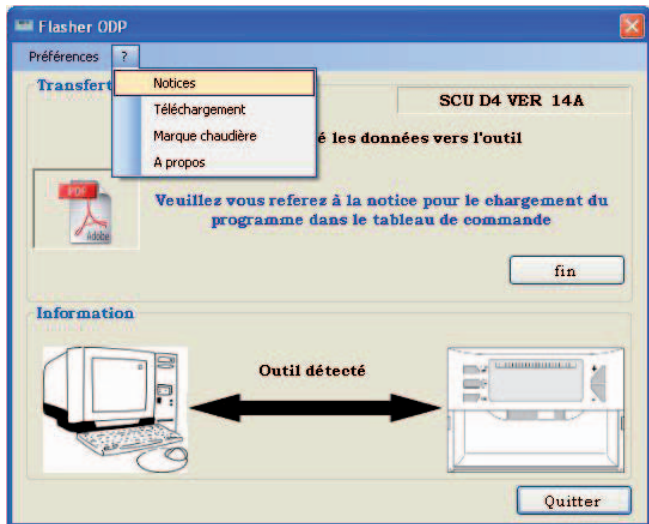 Flasher ODP
Préférences ?
Transfert
Notices
Téléchargement
Marque chaudière
A propos
SCU D4 VER 14A
é les données vers l'outil
PDF
Adobe
Veuillez vous referez à la notice pour le chargement du
programme dans le tableau de commande
fin
Information
Outil détecté
Quitter